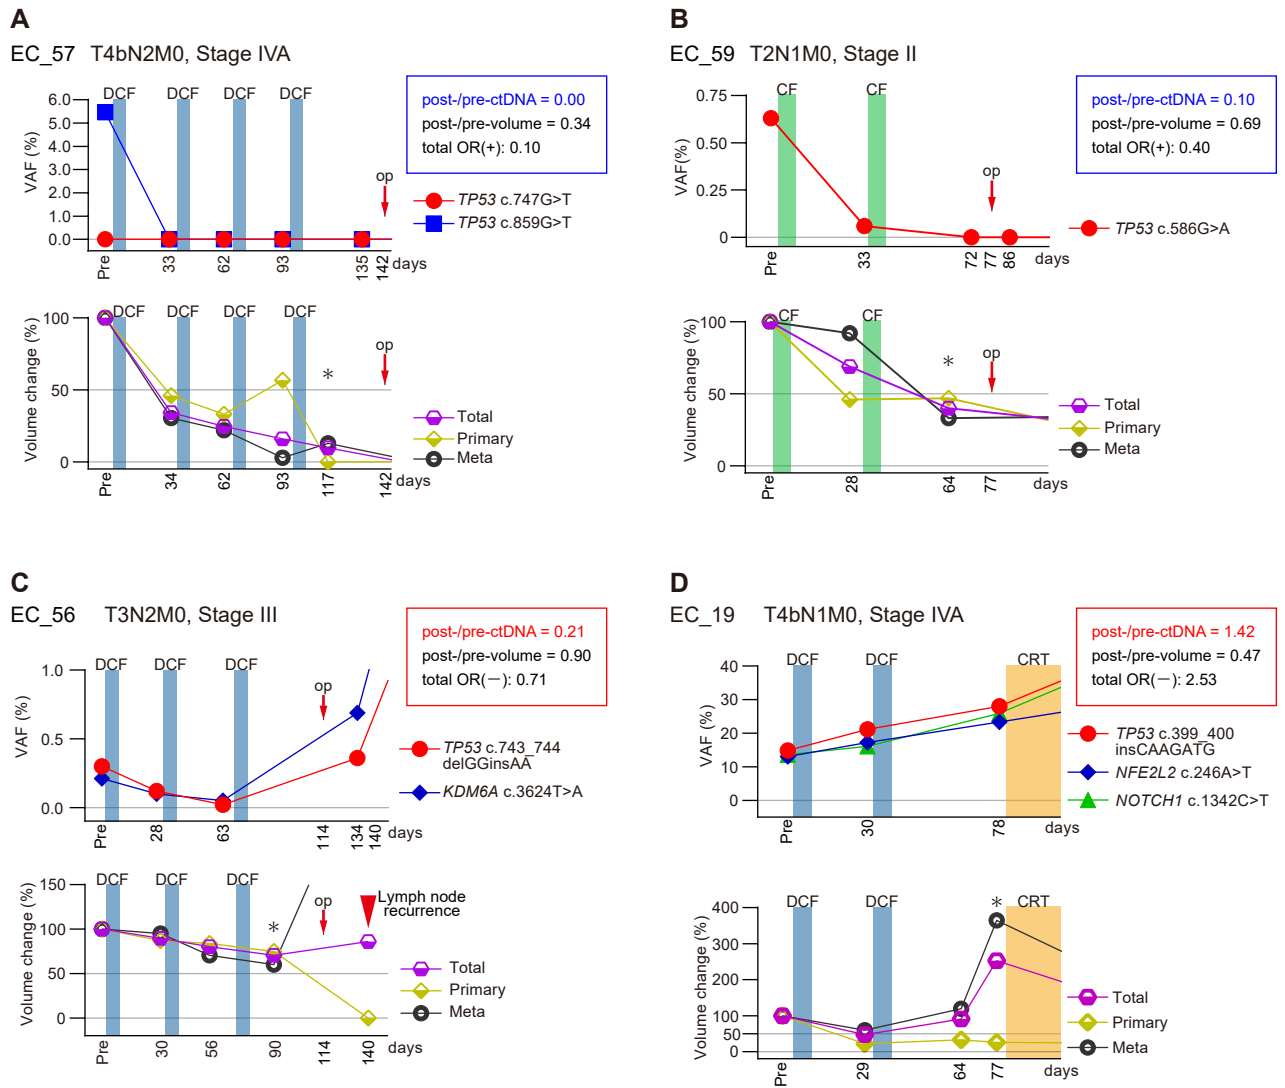 A
EC_57 T4bN2M0, Stage IVA
DCF DCF DCF DCF
post-/pre-ctDNA = 0.00
post-/pre-volume = 0.34
total OR(+): 0.10
VAF (%)
6.0
5.0
4.0
3.0
2.0
1.0
0.0
op
TP53 c.747G>T
TP53 c.859G>T
Pre 33 62 93 135 142 days
DCF DCF DCF DCF
Volume change (%)
100
50
0
*
op
Total
Primary
Meta
Pre 34 62 93 117 142 days
B
EC_59 T2N1M0, Stage II
CF CF
post-/pre-ctDNA = 0.10
post-/pre-volume = 0.69
total OR(+): 0.40
VAF(%)
0.75
0.50
0.25
0
op
TP53 c.586G>A
Pre 33 72 77 86 days
CF CF
Volume change (%)
100
50
0
*
op
Total
Primary
Meta
Pre 28 64 77 days
C
EC_56 T3N2M0, Stage III
DCF DCF DCF
post-/pre-ctDNA = 0.21
post-/pre-volume = 0.90
total OR(－): 0.71
VAF (%)
1.0
0.5
0.0
op
TP53 c.743_744
delGGinsAA
KDM6A c.3624T>A
Pre 28 63 114 134 140 days
DCF DCF DCF
Volume change (%)
150
100
50
0
*
op
Lymph node
recurrence
Total
Primary
Meta
Pre 30 56 90 114 140 days
D
EC_19 T4bN1M0, Stage IVA
DCF DCF CRT
post-/pre-ctDNA = 1.42
post-/pre-volume = 0.47
total OR(－): 2.53
VAF (%)
40
30
20
10
0
TP53 c.399_400
insCAAGATG
NFE2L2 c.246A>T
NOTCH1 c.1342C>T
Pre 30 78 days
DCF DCF * CRT
Volume change (%)
400
300
200
100
50
0
Total
Primary
Meta
Pre 29 64 77 days